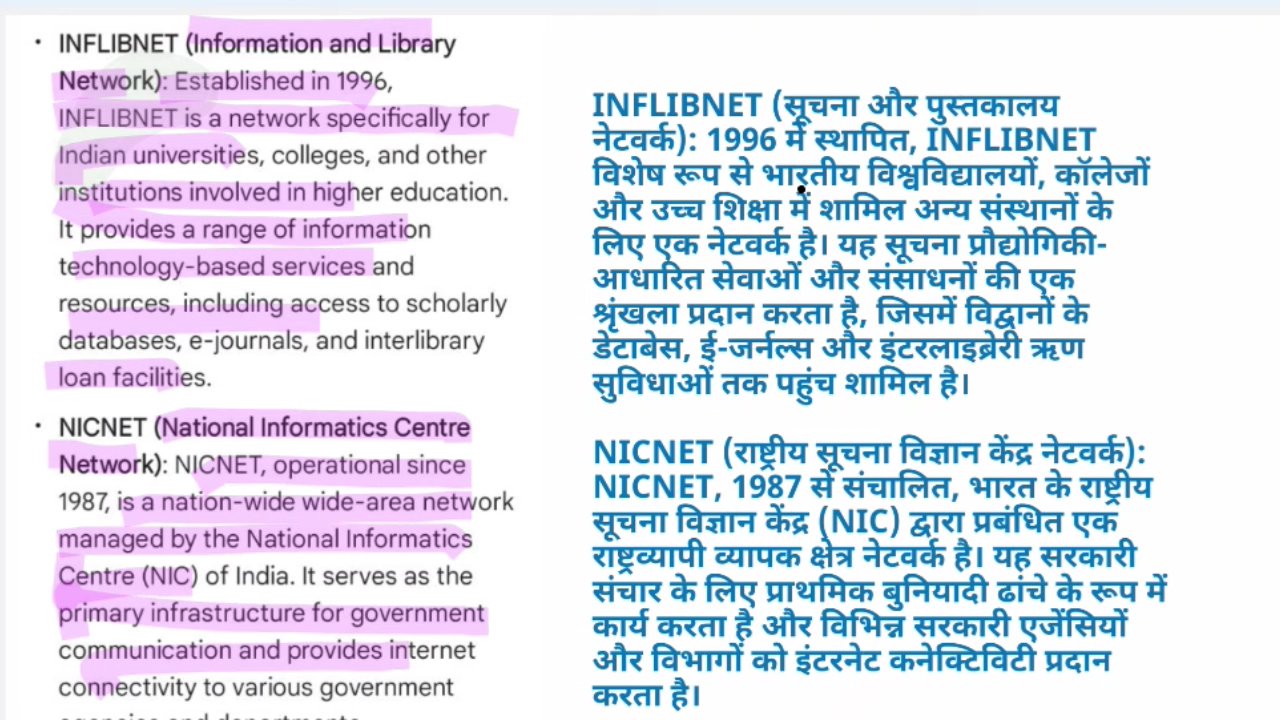 • INFLIBNET (Information and Library
Network): Established in 1996,
INFLIBNET is a network specifically for
Indian universities, colleges, and other
institutions involved in higher education.
It provides a range of information
technology-based services and
resources, including access to scholarly
databases, e-journals, and interlibrary
loan facilities.
• NICNET (National Informatics Centre
Network): NICNET, operational since
1987, is a nation-wide wide-area network
managed by the National Informatics
Centre (NIC) of India. It serves as the
primary infrastructure for government
communication and provides internet
connectivity to various government
agencies and departments.
INFLIBNET (सूचना और पुस्तकालय
नेटवर्क): 1996 में स्थापित, INFLIBNET
विशेष रूप से भारतीय विश्वविद्यालयों, कॉलेजों
और उच्च शिक्षा में शामिल अन्य संस्थानों के
लिए एक नेटवर्क है। यह सूचना प्रौद्योगिकी-
आधारित सेवाओं और संसाधनों की एक
श्रृंखला प्रदान करता है, जिसमें विद्वानों के
डेटाबेस, ई-जर्नल्स और इंटरलाइब्रेरी ऋण
सुविधाओं तक पहुंच शामिल है।
NICNET (राष्ट्रीय सूचना विज्ञान केंद्र नेटवर्क):
NICNET, 1987 से संचालित, भारत के राष्ट्रीय
सूचना विज्ञान केंद्र (NIC) द्वारा प्रबंधित एक
राष्ट्रव्यापी व्यापक क्षेत्र नेटवर्क है। यह सरकारी
संचार के लिए प्राथमिक बुनियादी ढांचे के रूप में
कार्य करता है और विभिन्न सरकारी एजेंसियों
और विभागों को इंटरनेट कनेक्टिविटी प्रदान
करता है।